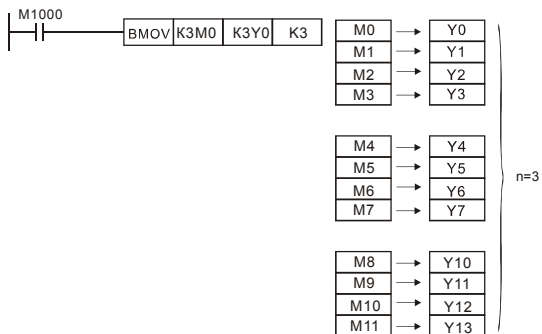 M1000
BMOV K3M0 K3Y0 K3
M0 → Y0
M1 → Y1
M2 → Y2
M3 → Y3
M4 → Y4
M5 → Y5
M6 → Y6
M7 → Y7
n=3
M8 → Y10
M9 → Y11
M10 → Y12
M11 → Y13